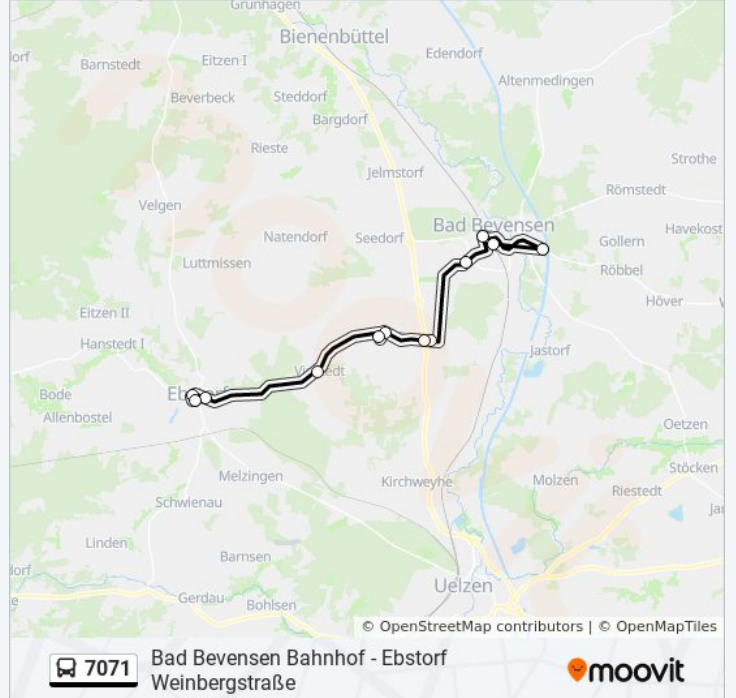 Grünhagen
Bienenbüttel
Edendorf
Barnstedt
Eitzen I
Altenmedingen
Beverbeck
Steddorf
Bargdorf
Rieste
Strothe
Jelmstorf
Römstedt
Velgen
Bad Bevensen
Havekost
Natendorf
Seedorf
Gollern
Luttmissen
Röbbel
Höver
Eitzen II
Hanstedt I
Jastorf
Bode
Allenbostel
Oetzen
Stöcken
Melzingen
Kirchweyhe
Molzen
Riestedt
Schwienau
Linden
Barnsen
Uelzen
Gerdau
Bohlsen
© OpenStreetMap contributors | © OpenMapTiles
7071
Bad Bevensen Bahnhof - Ebstorf
Weinbergstraße
moovit